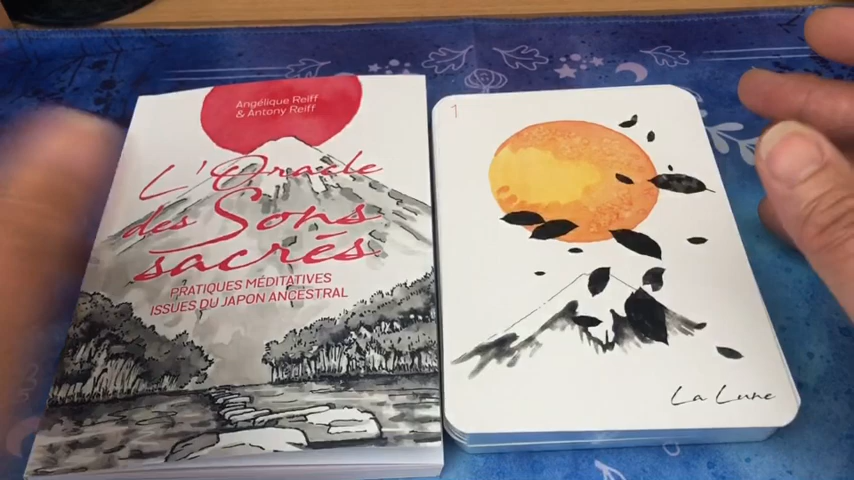 Angélique Reiff
& Antony Reiff
L'Oracle
des Sons
sacrés
PRATIQUES MÉDITATIVES
ISSUES DU JAPON ANCESTRAL
1
La Lune